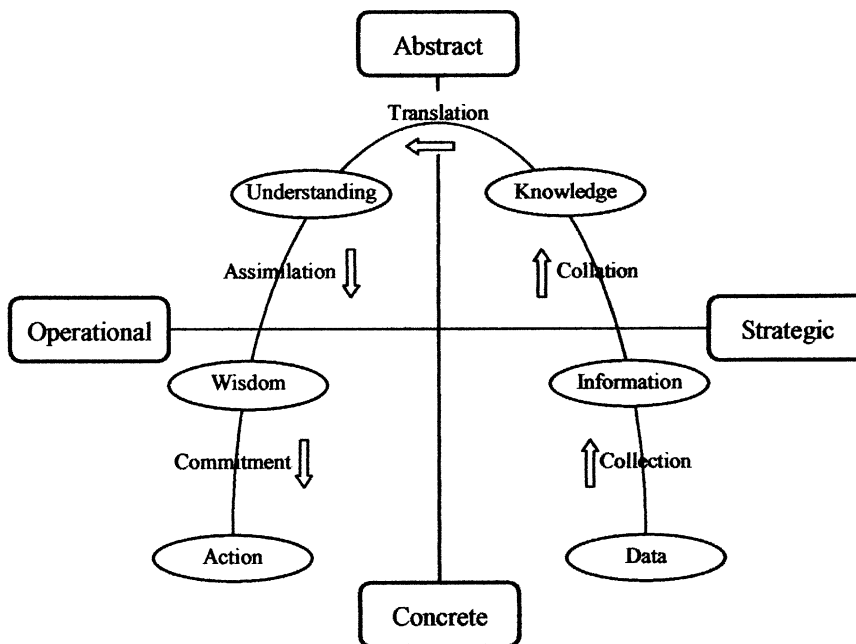 Abstract
Translation
Understanding
Knowledge
Assimilation
Collation
Operational
Strategic
Wisdom
Information
Commitment
Collection
Action
Data
Concrete